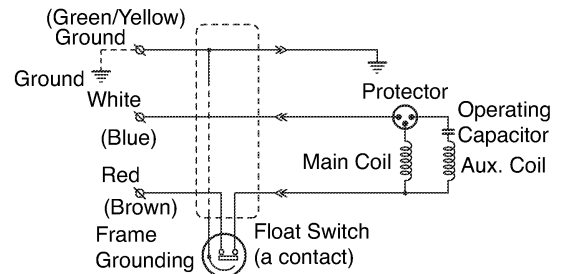 (Green/Yellow)
Ground
Ground
White
(Blue)
Red
(Brown)
Frame
Grounding
Float Switch
(a contact)
Protector
Operating
Capacitor
Main Coil
Aux. Coil